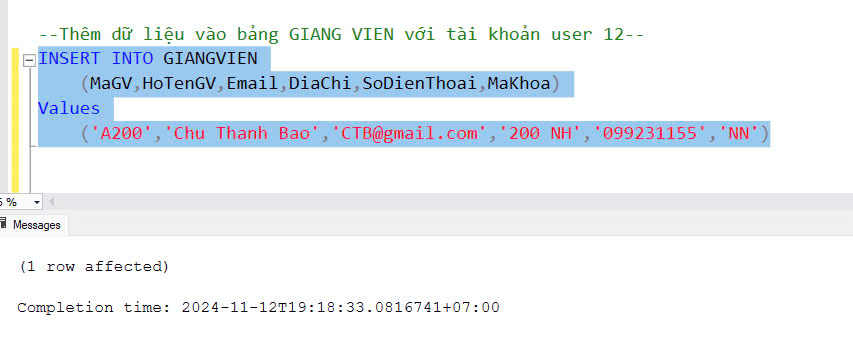 --Thêm dữ liệu vào bảng GIANG VIEN với tài khoản user 12--
INSERT INTO GIANGVIEN
(MaGV,HoTenGV,Email,DiaChi,SoDienThoai,MaKhoa)
Values
('A200','Chu Thanh Bao','CTB@gmail.com','200 NH','099231155','NN')
%
Messages
(1 row affected)
Completion time: 2024-11-12T19:18:33.0816741+07:00